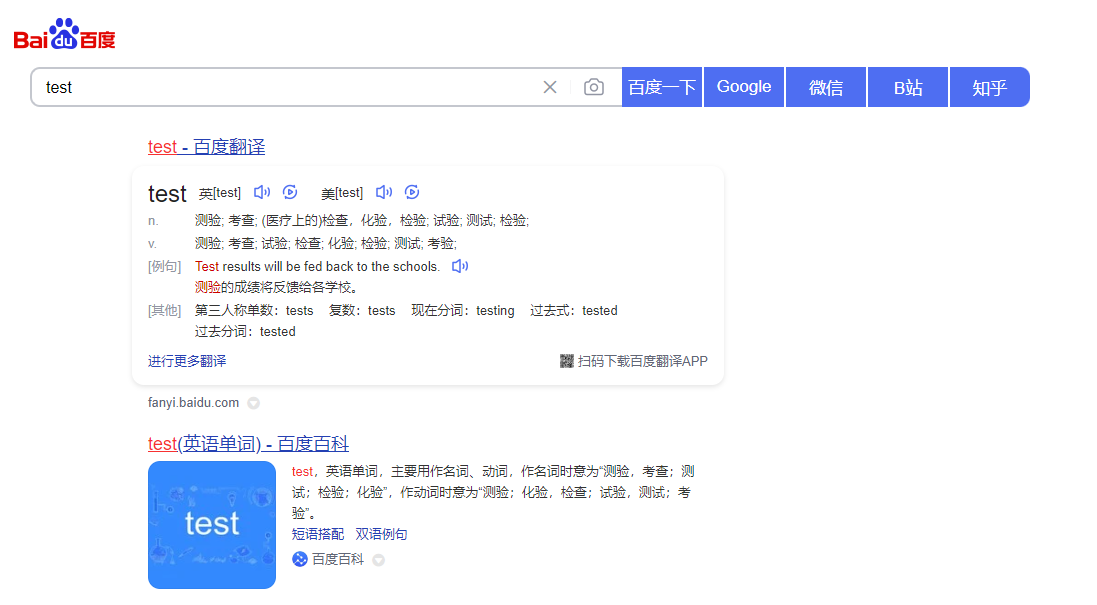 Bai du 百度
test 百度一下 Google 微信 B站 知乎
test - 百度翻译
test 英[test] 美[test]
n. 测验; 考查; (医疗上的)检查，化验，检验; 试验; 测试; 检验;
v. 测验; 考查; 试验; 检查; 化验; 检验; 测试; 考验;
[例句] Test results will be fed back to the schools.
测验的成绩将反馈给各学校。
[其他] 第三人称单数：tests 复数：tests 现在分词：testing 过去式：tested
过去分词：tested
进行更多翻译 扫码下载百度翻译APP
fanyi.baidu.com
test(英语单词) - 百度百科
test
test，英语单词，主要用作名词、动词，作名词时意为“测验，考查；测
试；检验；化验”，作动词时意为“测验；化验，检查；试验，测试；考
验”。
短语搭配 双语例句
百度百科